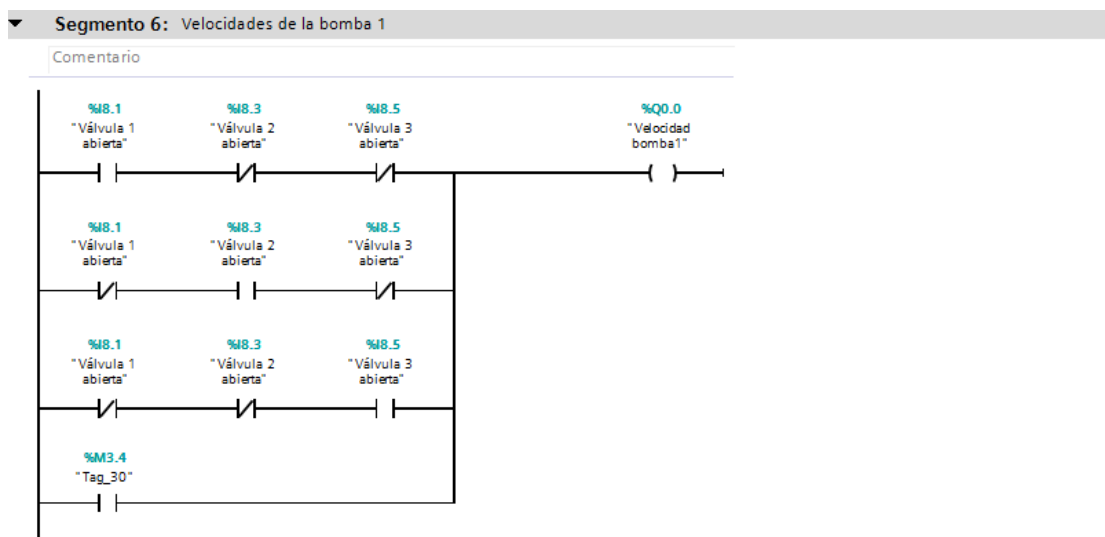 Segmento 6: Velocidades de la bomba 1
Comentario
%I8.1 %I8.3 %I8.5 %Q0.0
"Válvula 1 "Válvula 2 "Válvula 3 "Velocidad
abierta" abierta" abierta" bomba1"
%I8.1 %I8.3 %I8.5
"Válvula 1 "Válvula 2 "Válvula 3
abierta" abierta" abierta"
%I8.1 %I8.3 %I8.5
"Válvula 1 "Válvula 2 "Válvula 3
abierta" abierta" abierta"
%M3.4
"Tag_30"